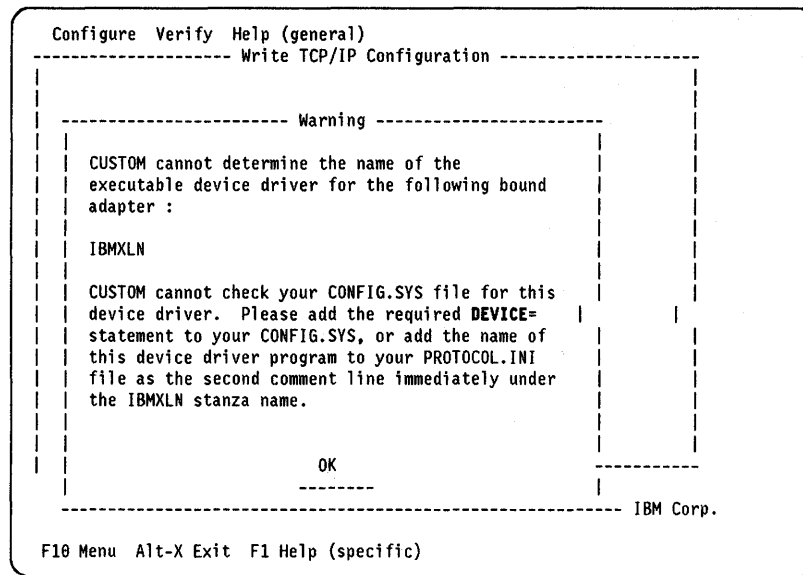 Configure Verify Help (general)
Write TCP/IP Configuration
Warning
CUSTOM cannot determine the name of the
executable device driver for the following bound
adapter :
IBMXLN
CUSTOM cannot check your CONFIG.SYS file for this
device driver. Please add the required DEVICE=
statement to your CONFIG.SYS, or add the name of
this device driver program to your PROTOCOL.INI
file as the second comment line immediately under
the IBMXLN stanza name.
OK
IBM Corp.
F10 Menu Alt-X Exit F1 Help (specific)